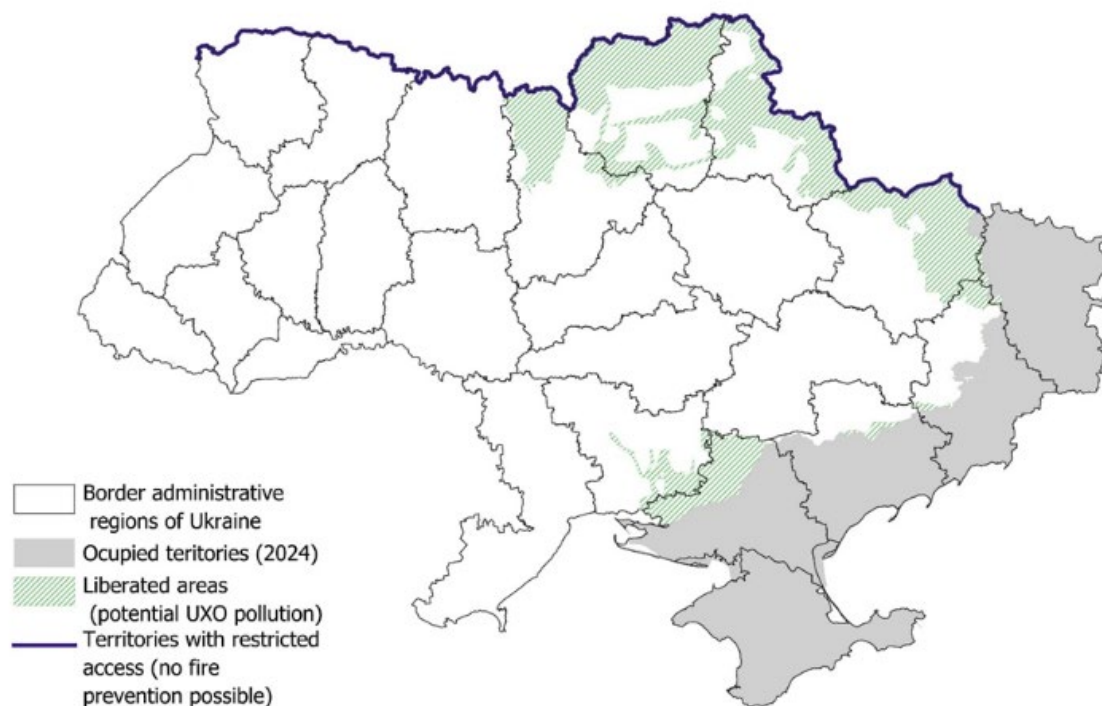 Border administrative
regions of Ukraine
Ocupied teritories (2024)
Liberated areas
(potential UXO pollution)
Territories with restricted
access (no fire
prevention possible)